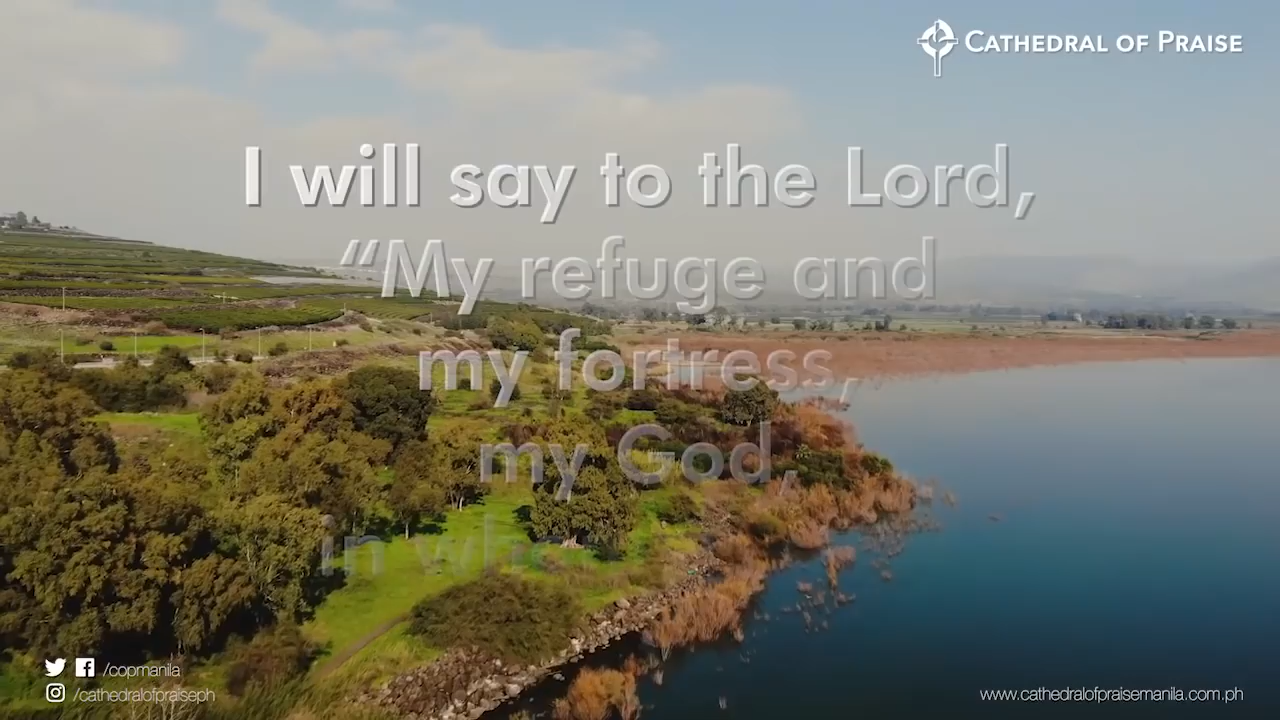 CATHEDRAL OF PRAISE
I will say to the Lord,
“My refuge and
my fortress,
my God,
in
/copmanila
/cathedralofpraiseph
www.cathedralofpraisemanila.com.ph